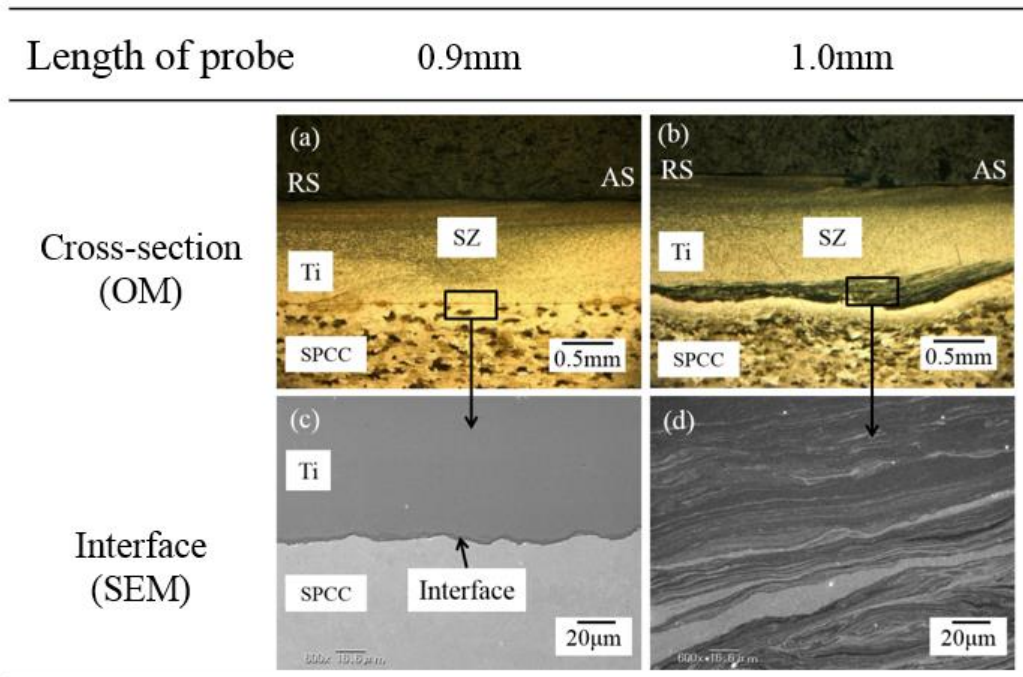 Length of probe 0.9mm 1.0mm
(a) (b)
RS AS RS AS
SZ SZ
Ti Ti
Cross-section
(OM)
SPCC 0.5mm SPCC 0.5mm
(c) (d)
Ti
Interface
(SEM)
SPCC Interface
20μm 20μm